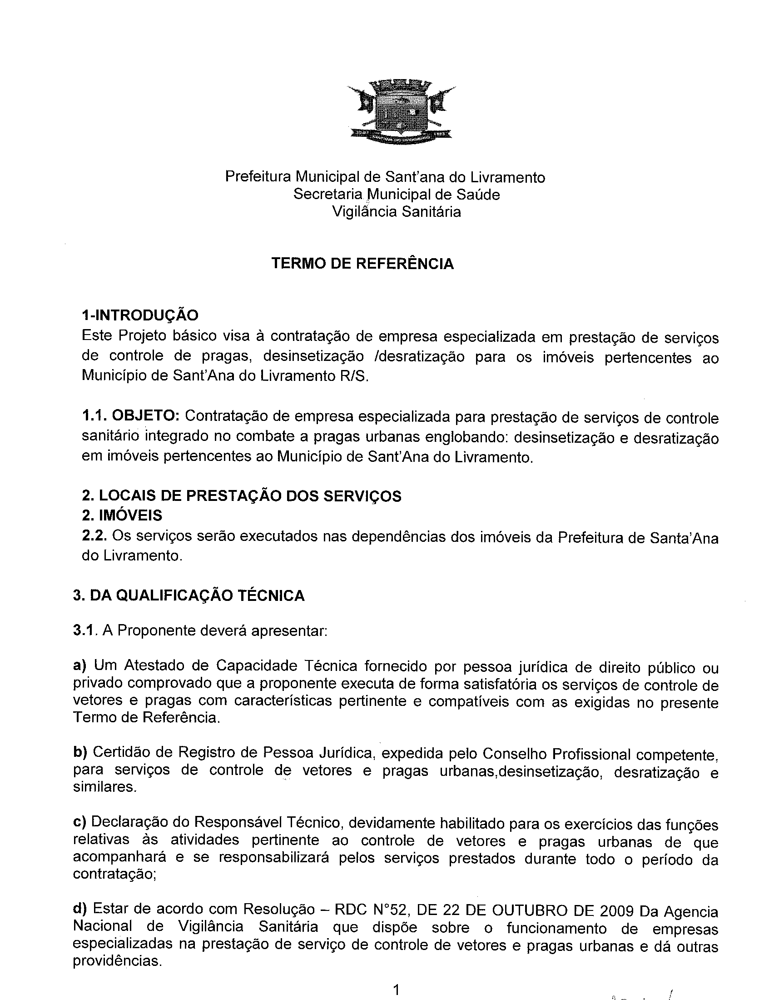 Prefeitura Municipal de Sant'ana do Livramento
Secretaria Municipal de Saúde
Vigilância Sanitária
TERMO DE REFERÊNCIA
1-INTRODUÇÃO
Este Projeto básico visa à contratação de empresa especializada em prestação de serviços
de controle de pragas, desinsetização /desratização para os imóveis pertencentes ao
Município de Sant'Ana do Livramento R/S.
1.1. OBJETO: Contratação de empresa especializada para prestação de serviços de controle
sanitário integrado no combate a pragas urbanas englobando: desinsetização e desratização
em imóveis pertencentes ao Município de Sant'Ana do Livramento.
2. LOCAIS DE PRESTAÇÃO DOS SERVIÇOS
2. IMÓVEIS
2.2. Os serviços serão executados nas dependências dos imóveis da Prefeitura de Santa'Ana
do Livramento.
3. DA QUALIFICAÇÃO TÉCNICA
3.1. A Proponente deverá apresentar:
a) Um Atestado de Capacidade Técnica fornecido por pessoa jurídica de direito público ou
privado comprovado que a proponente executa de forma satisfatória os serviços de controle de
vetores e pragas com características pertinente e compatíveis com as exigidas no presente
Termo de Referência.
b) Certidão de Registro de Pessoa Jurídica, expedida pelo Conselho Profissional competente,
para serviços de controle de vetores e pragas urbanas,desinsetização, desratização e
similares.
c) Declaração do Responsável Técnico, devidamente habilitado para os exercícios das funções
relativas às atividades pertinente ao controle de vetores e pragas urbanas de que
acompanhará e se responsabilizará pelos serviços prestados durante todo o período da
contratação;
d) Estar de acordo com Resolução – RDC N°52, DE 22 DE OUTUBRO DE 2009 Da Agencia
Nacional de Vigilância Sanitária que dispõe sobre o funcionamento de empresas
especializadas na prestação de serviço de controle de vetores e pragas urbanas e dá outras
providências.
1